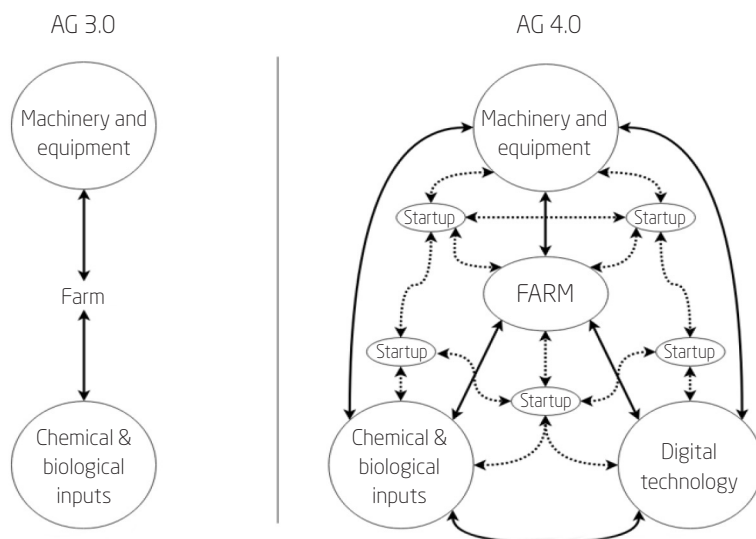 AG 3.0
Machinery and
equipment
Farm
Chemical &
biological
inputs
AG 4.0
Machinery and
equipment
Startup
Startup
FARM
Startup
Startup
Startup
Chemical &
biological
inputs
Digital
technology